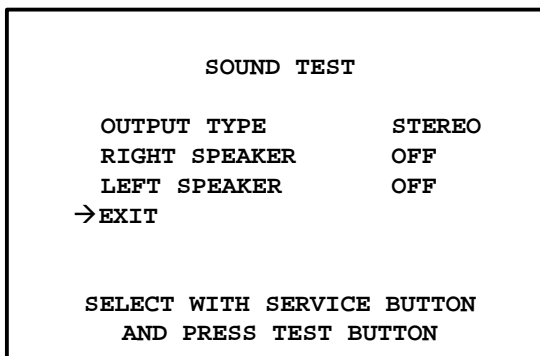 SOUND TEST
OUTPUT TYPE STEREO
RIGHT SPEAKER OFF
LEFT SPEAKER OFF
→EXIT
SELECT WITH SERVICE BUTTON
AND PRESS TEST BUTTON